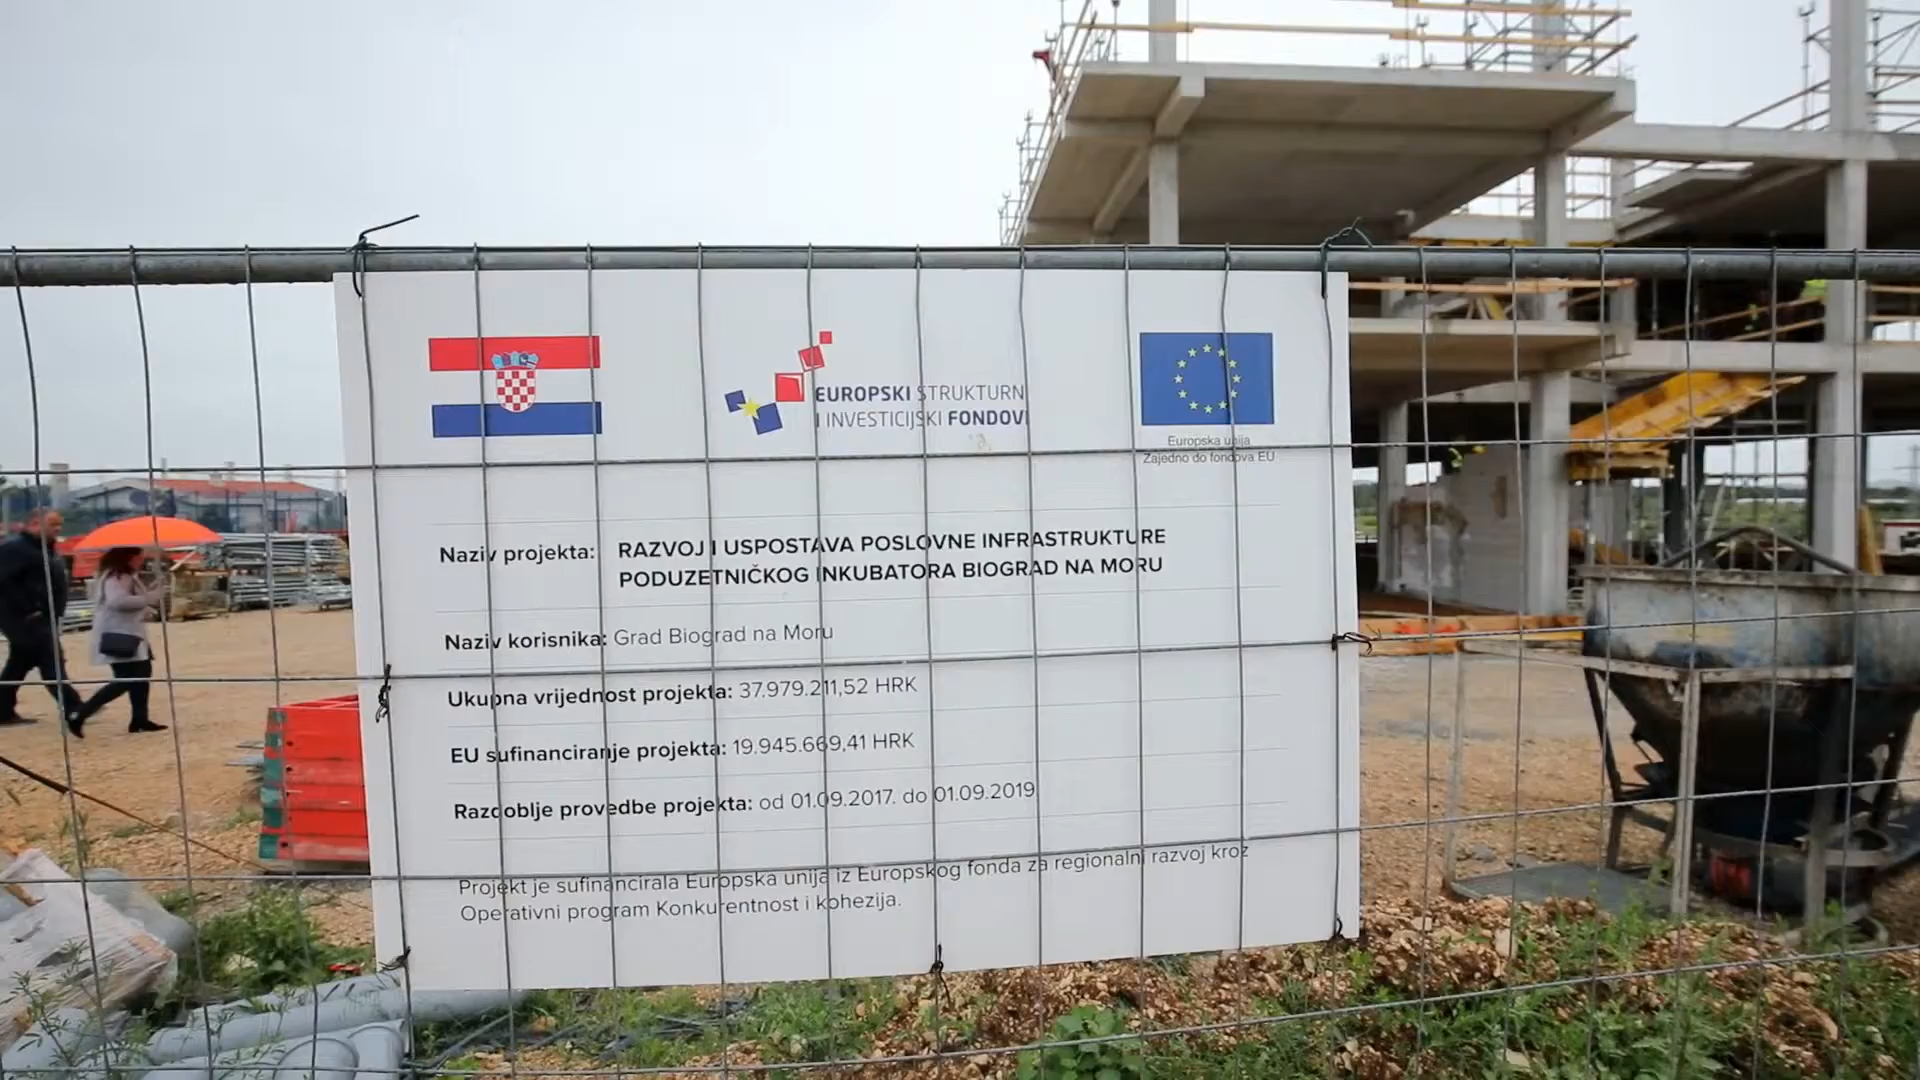 EUROPSKI STRUKTURNI
I INVESTICIJSKI FONDOVI
Europska unija
Zajedno do fondova EU
Naziv projekta: RAZVOJ I USPOSTAVA POSLOVNE INFRASTRUKTURE
PODUZETNIČKOG INKUBATORA BIOGRAD NA MORU
Naziv korisnika: Grad Biograd na Moru
Ukupna vrijednost projekta: 37.979.211,52 HRK
EU sufinanciranje projekta: 19.945.669,41 HRK
Razdoblje provedbe projekta: od 01.09.2017. do 01.09.2019
Projekt je sufinancirala Europska unija iz Europskog fonda za regionalni razvoj kroz
Operativni program Konkurentnost i kohezija.